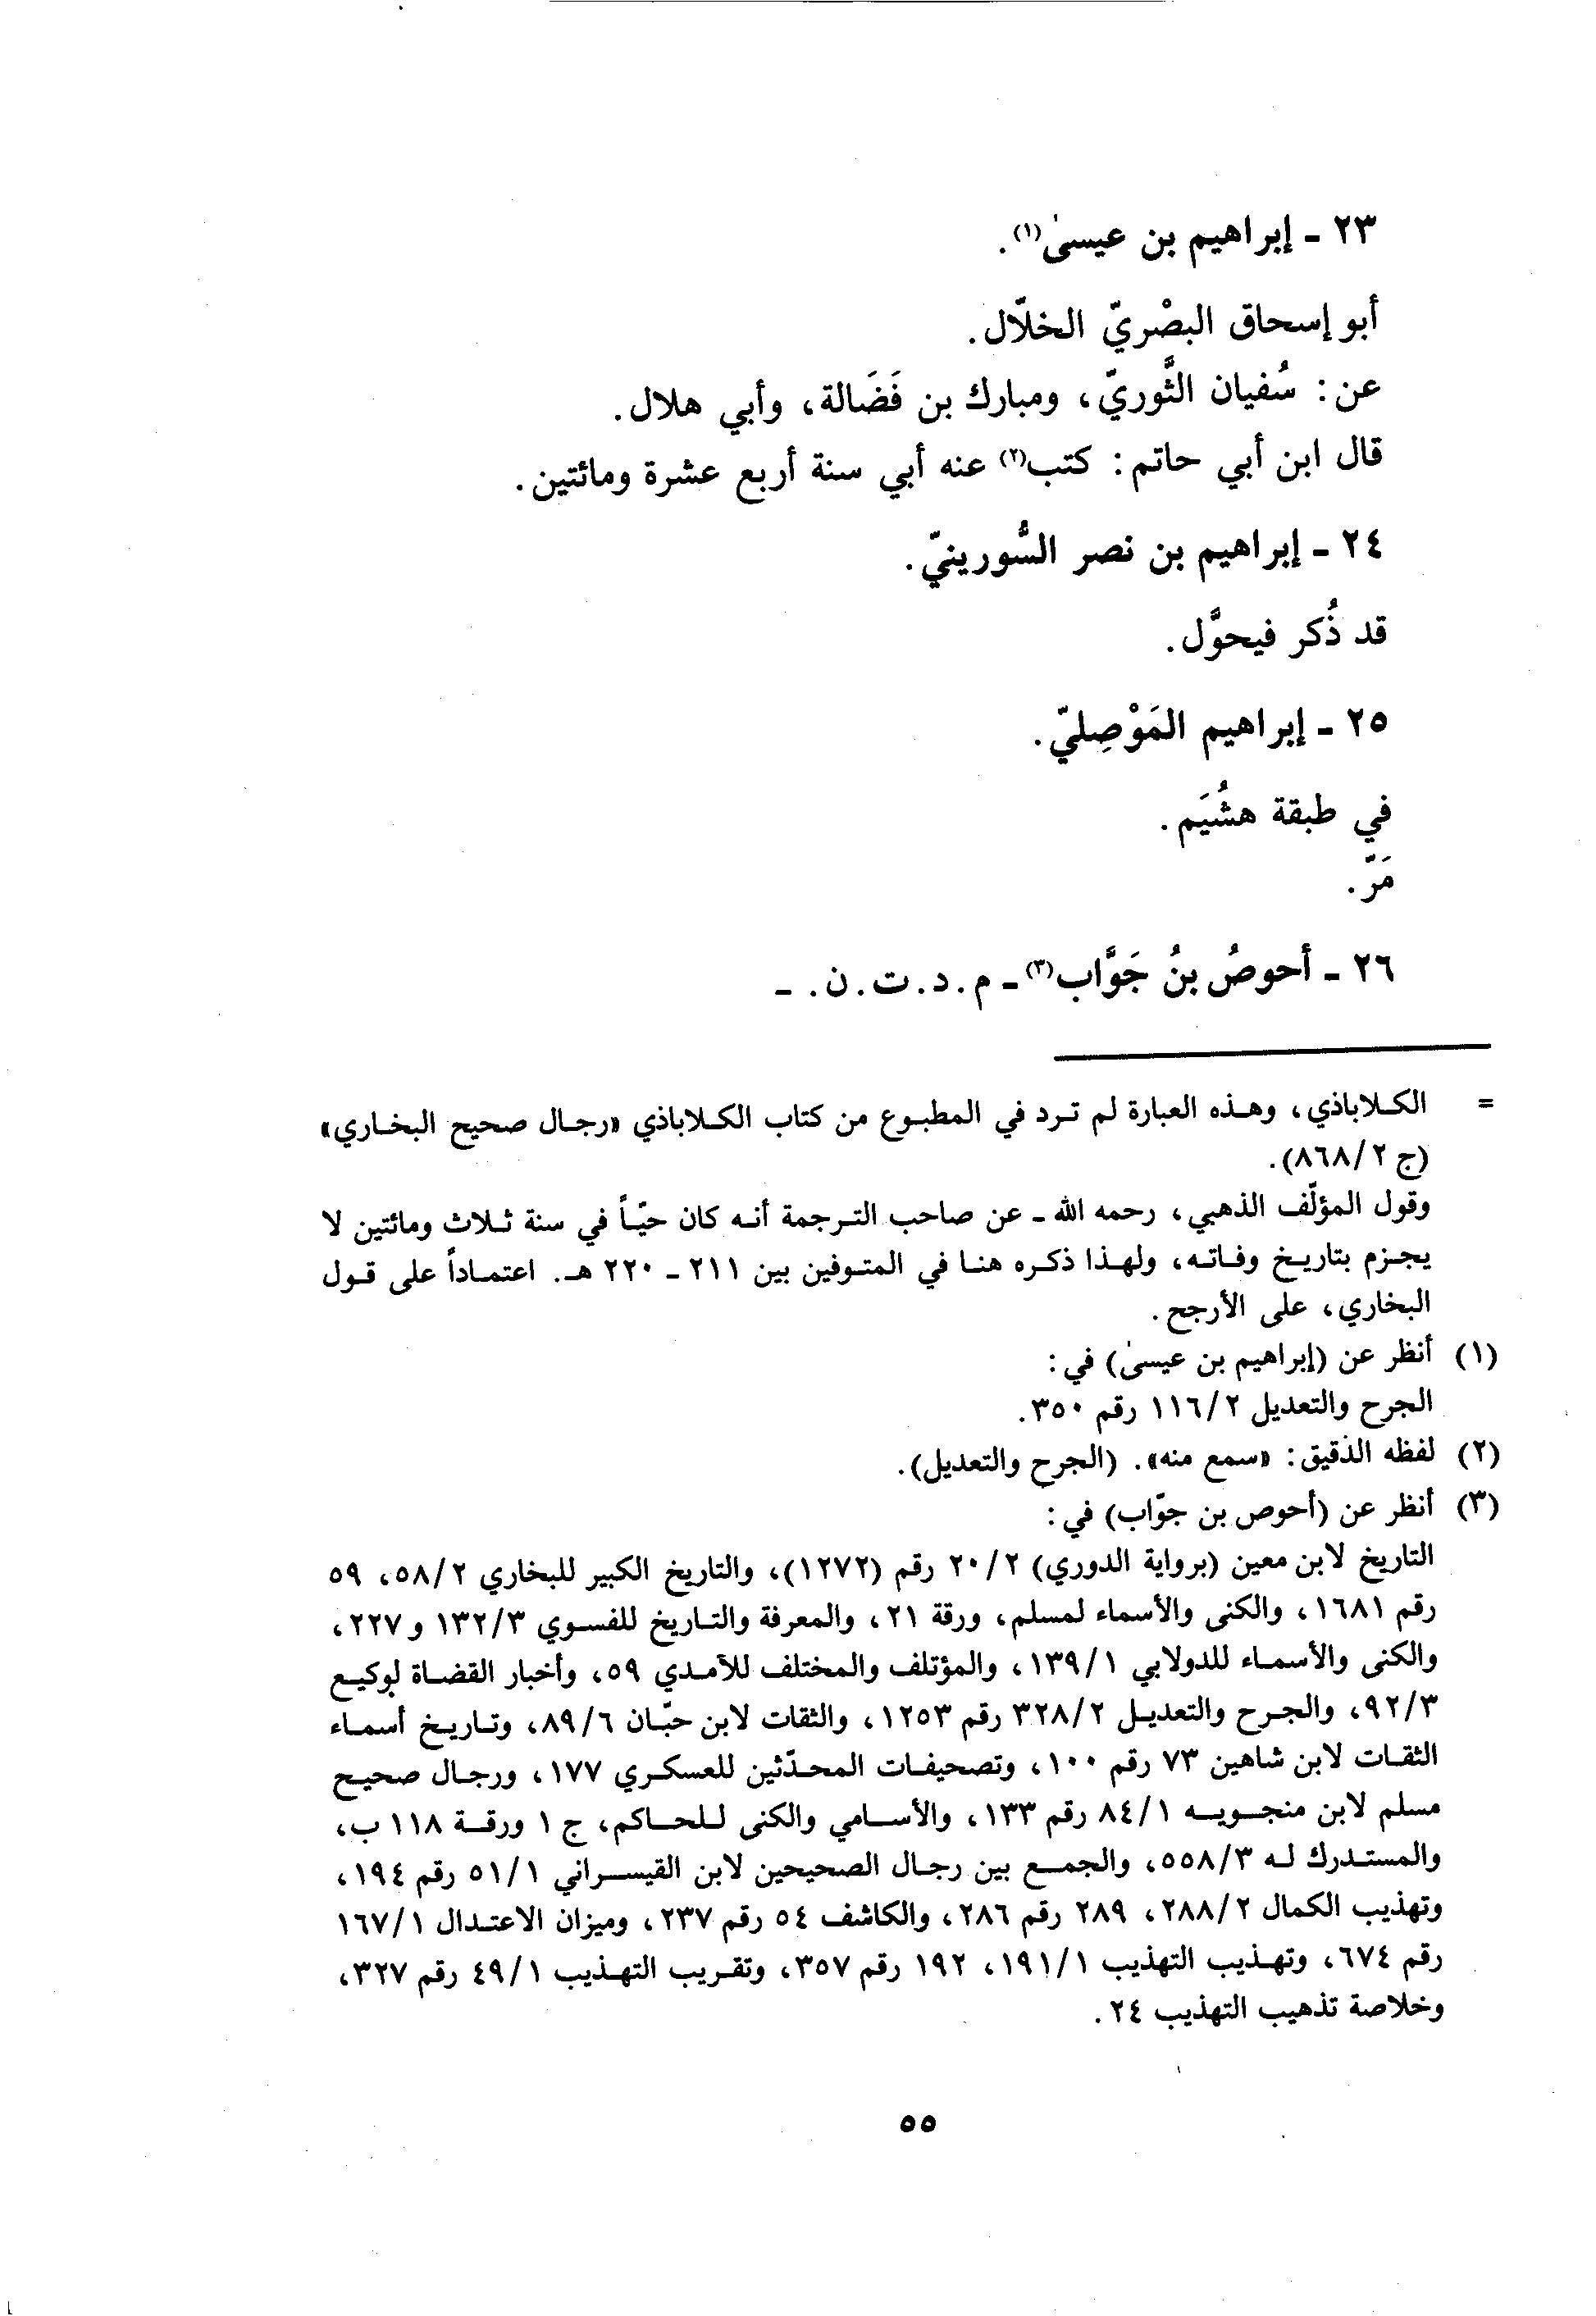 ٢٣ - إبراهيم بن عيسىٰ(١).
أبو إسحاق البصْريّ الخلّال.
عن: سُفيان الثَّوريّ، ومبارك بن فَضَالة، وأبي هلال.
قال ابن أبي حاتم: كتب(٢) عنه أبي سنة أربع عشرة ومائتين.
٢٤ - إبراهيم بن نصر السُّورينيّ.
قد ذُكر فيحوَّل.
٢٥ - إبراهيم المَوْصِليّ.
في طبقة هشُيَم.
مَرّ.
٢٦ - أحوصُ بنُ جَوَّاب(٣) - م. د. ت. ن. -
= الكلاباذي، وهذه العبارة لم ترد في المطبوع من كتاب الكلاباذي «رجال صحيح البخاري»
(ج ٢/٨٦٨).
وقول المؤلّف الذهبي، رحمه الله - عن صاحب الترجمة أنه كان حيّاً في سنة ثلاث ومائتين لا
يجزم بتاريخ وفاته، ولهذا ذكره هنا في المتوفين بين ٢١١ - ٢٢٠ هـ. اعتماداً على قول
البخاري، على الأرجح.
(١) أنظر عن (إبراهيم بن عيسىٰ) في:
الجرح والتعديل ٢/١١٦ رقم ٣٥٠.
(٢) لفظه الدقيق: «سمع منه». (الجرح والتعديل).
(٣) أنظر عن (أحوص بن جوّاب) في:
التاريخ لابن معين (برواية الدوري) ٢/٢٠ رقم (١٢٧٢)، والتاريخ الكبير للبخاري ٢/٥٨، ٥٩
رقم ١٦٨١، والكنى والأسماء لمسلم، ورقة ٢١، والمعرفة والتاريخ للفسوي ٣/١٣٢ و٢٢٧،
والكنى والأسماء للدولابي ١/١٣٩، والمؤتلف والمختلف للآمدي ٥٩، وأخبار القضاة لوكيع
٣/٩٢، والجرح والتعديل ٢/٣٢٨ رقم ١٢٥٣، والثقات لابن حبّان ٦/٨٩، وتاريخ أسماء
الثقات لابن شاهين ٧٣ رقم ١٠٠، وتصحيفات المحدّثين للعسكري ١٧٧، ورجال صحيح
مسلم لابن منجويه ١/٨٤ رقم ١٣٣، والأسامي والكنى للحاكم، ج ١ ورقة ١١٨ ب،
والمستدرك له ٣/٥٥٨، والجمع بين رجال الصحيحين لابن القيسراني ١/٥١ رقم ١٩٤،
وتهذيب الكمال ٢/٢٨٨، ٢٨٩ رقم ٢٨٦، والكاشف ٥٤ رقم ٢٣٧، وميزان الاعتدال ١/١٦٧
رقم ٦٧٤، وتهذيب التهذيب ١/١٩١، ١٩٢ رقم ٣٥٧، وتقريب التهذيب ١/٤٩ رقم ٣٢٧،
وخلاصة تذهيب التهذيب ٢٤.
٥٥